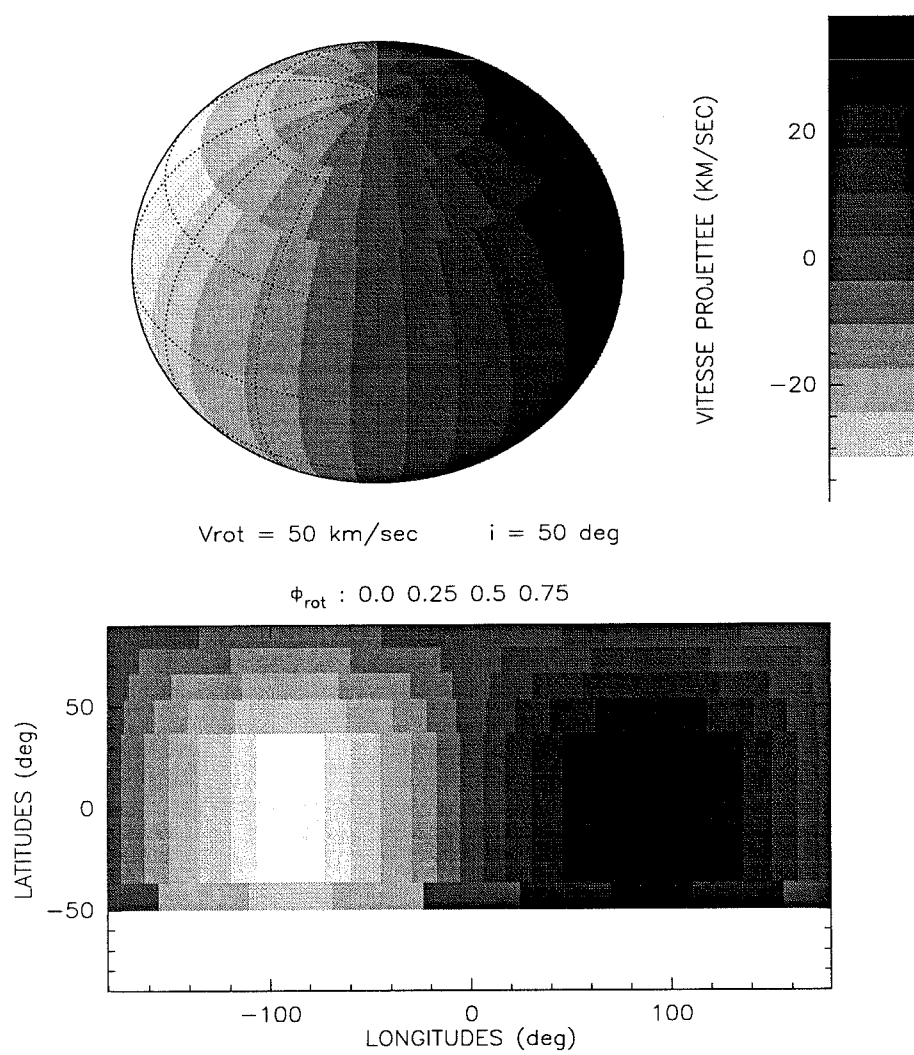 VITESSE PROJETTEE (KM/SEC)
20
0
−20
Vrot = 50 km/sec i = 50 deg
ϕrot : 0.0 0.25 0.5 0.75
LATITUDES (deg)
50
0
−50
−100 0 100
LONGITUDES (deg)